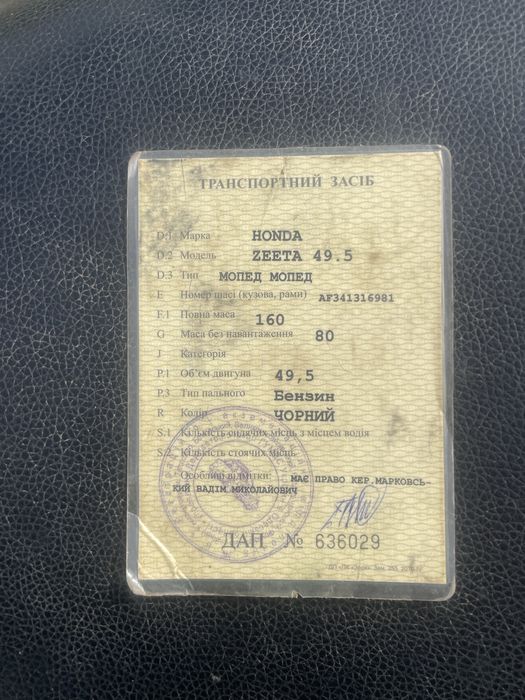 ТРАНСПОРТНИЙ ЗАСІБ
D.1 Марка HONDA
D.2 Модель ZEETA 49.5
D.3 Тип МОПЕД МОПЕД
E Номер шасі (кузова, рами) AF341316981
F.1 Повна маса 160
G Маса без навантаження 80
J Категорія
P.1 Об'єм двигуна 49,5
P.3 Тип пального Бензин
R Колір ЧОРНИЙ
S.1 Кількість сидячих місць з місцем водія
S.2 Кількість стоячих місць
Особливі відмітки: МАЄ ПРАВО КЕР.МАРКОВСЬ-
КИЙ ВАДІМ МИКОЛАЙОВИЧ
ДАП № 636029